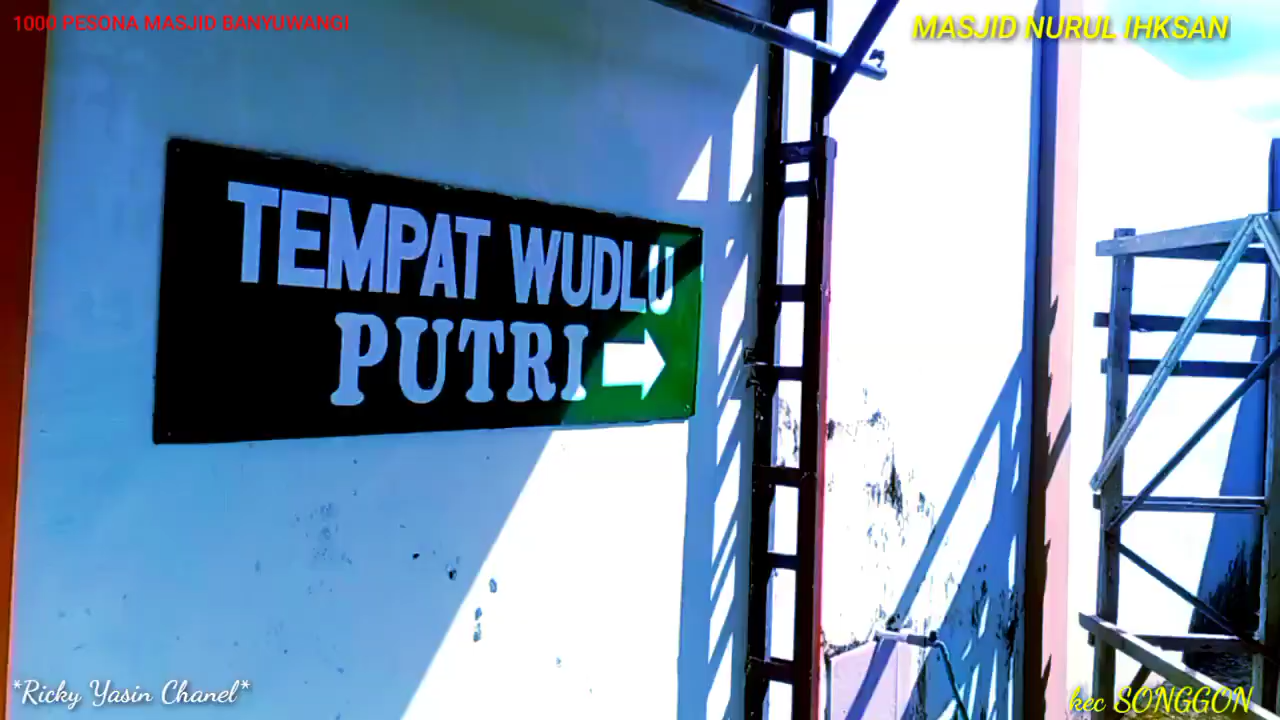 1000 PESONA MASJID BANYUWANGI
MASJID NURUL IHKSAN
TEMPAT WUDLU
PUTRI
*Ricky Yasin Chanel*
kec SONGGON